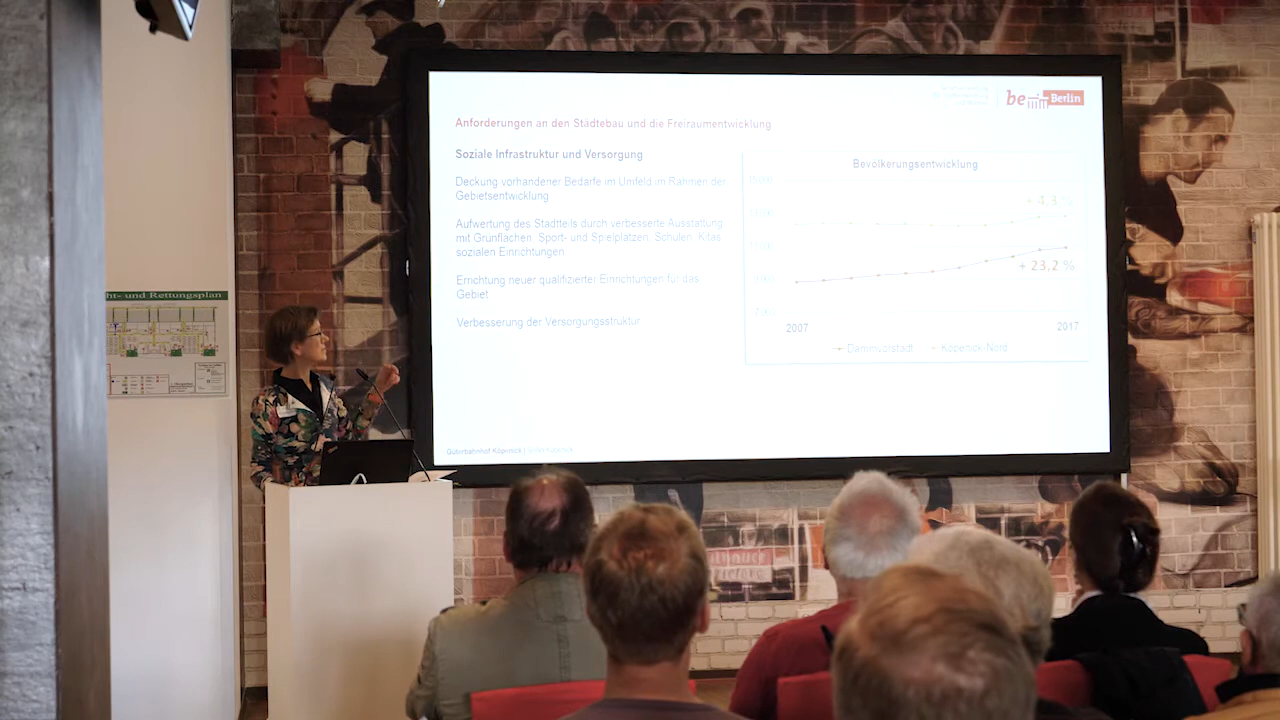 be Berlin
Anforderungen an den Städtebau und die Freiraumentwicklung
Soziale Infrastruktur und Versorgung
Deckung vorhandener Bedarfe im Umfeld im Rahmen der
Gebietsentwicklung
Aufwertung des Stadtteils durch verbesserte Ausstattung
mit Grünflächen, Sport- und Spielplätzen, Schulen, Kitas,
sozialen Einrichtungen
Errichtung neuer qualifizierter Einrichtungen für das
Gebiet
Verbesserung der Versorgungsstruktur
Bevölkerungsentwicklung
+ 4,3 %
+ 23,2 %
2007
2017
Dammvorstadt
Köpenick-Nord
Güterbahnhof Köpenick |
ht- und Rettungsplan